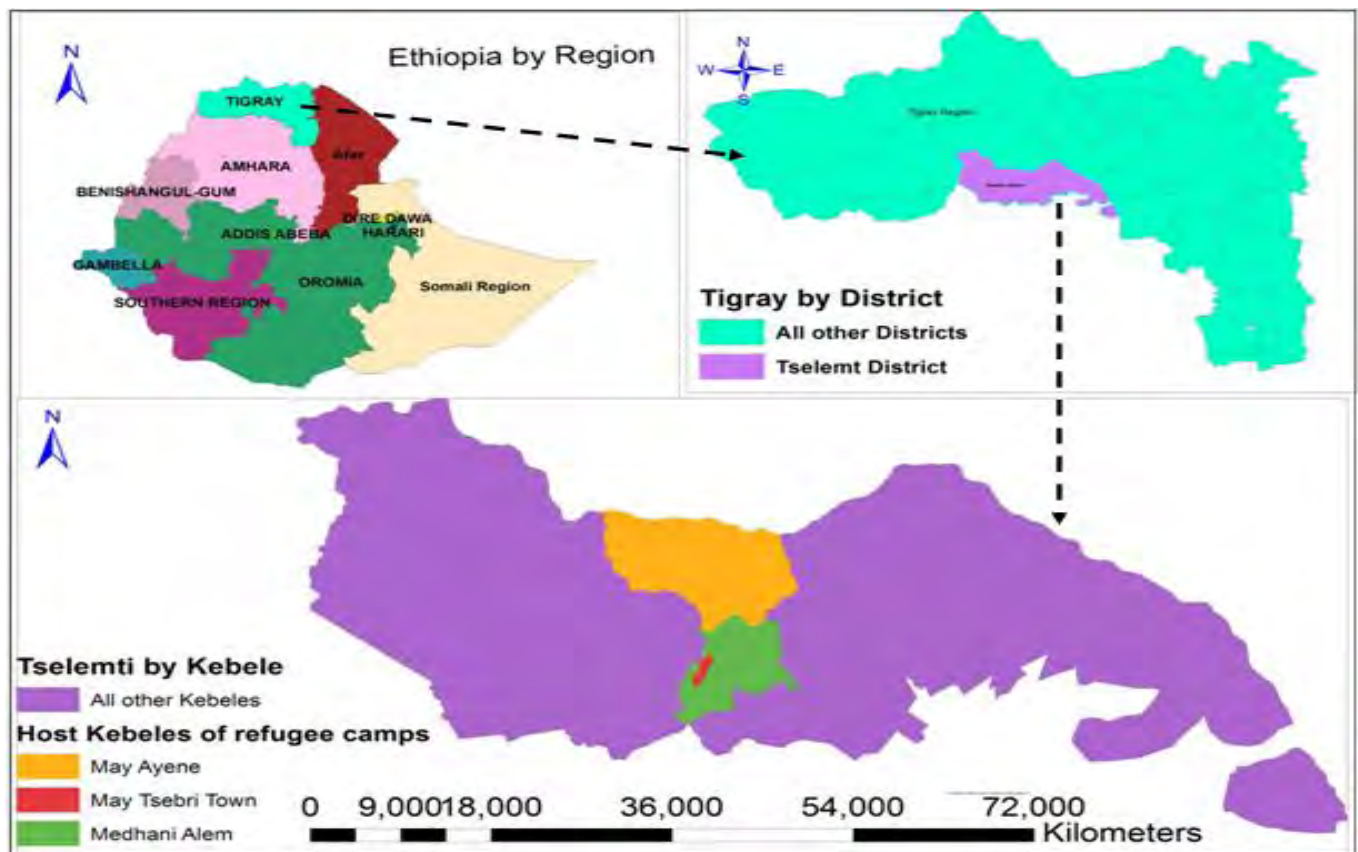 N
Ethiopia by Region
TIGRAY
Afar
AMHARA
BENISHANGUL-GUM
DIRE DAWA
HARARI
ADDIS ABEBA
GAMBELLA
OROMIA
Somali Region
SOUTHERN REGION
N
W E
S
Tigray Region
Tigray by District
All other Districts
Tselemt District
N
Tselemti by Kebele
All other Kebeles
Host Kebeles of refugee camps
May Ayene
May Tsebri Town
Medhani Alem
0 9,000 18,000 36,000 54,000 72,000
Kilometers